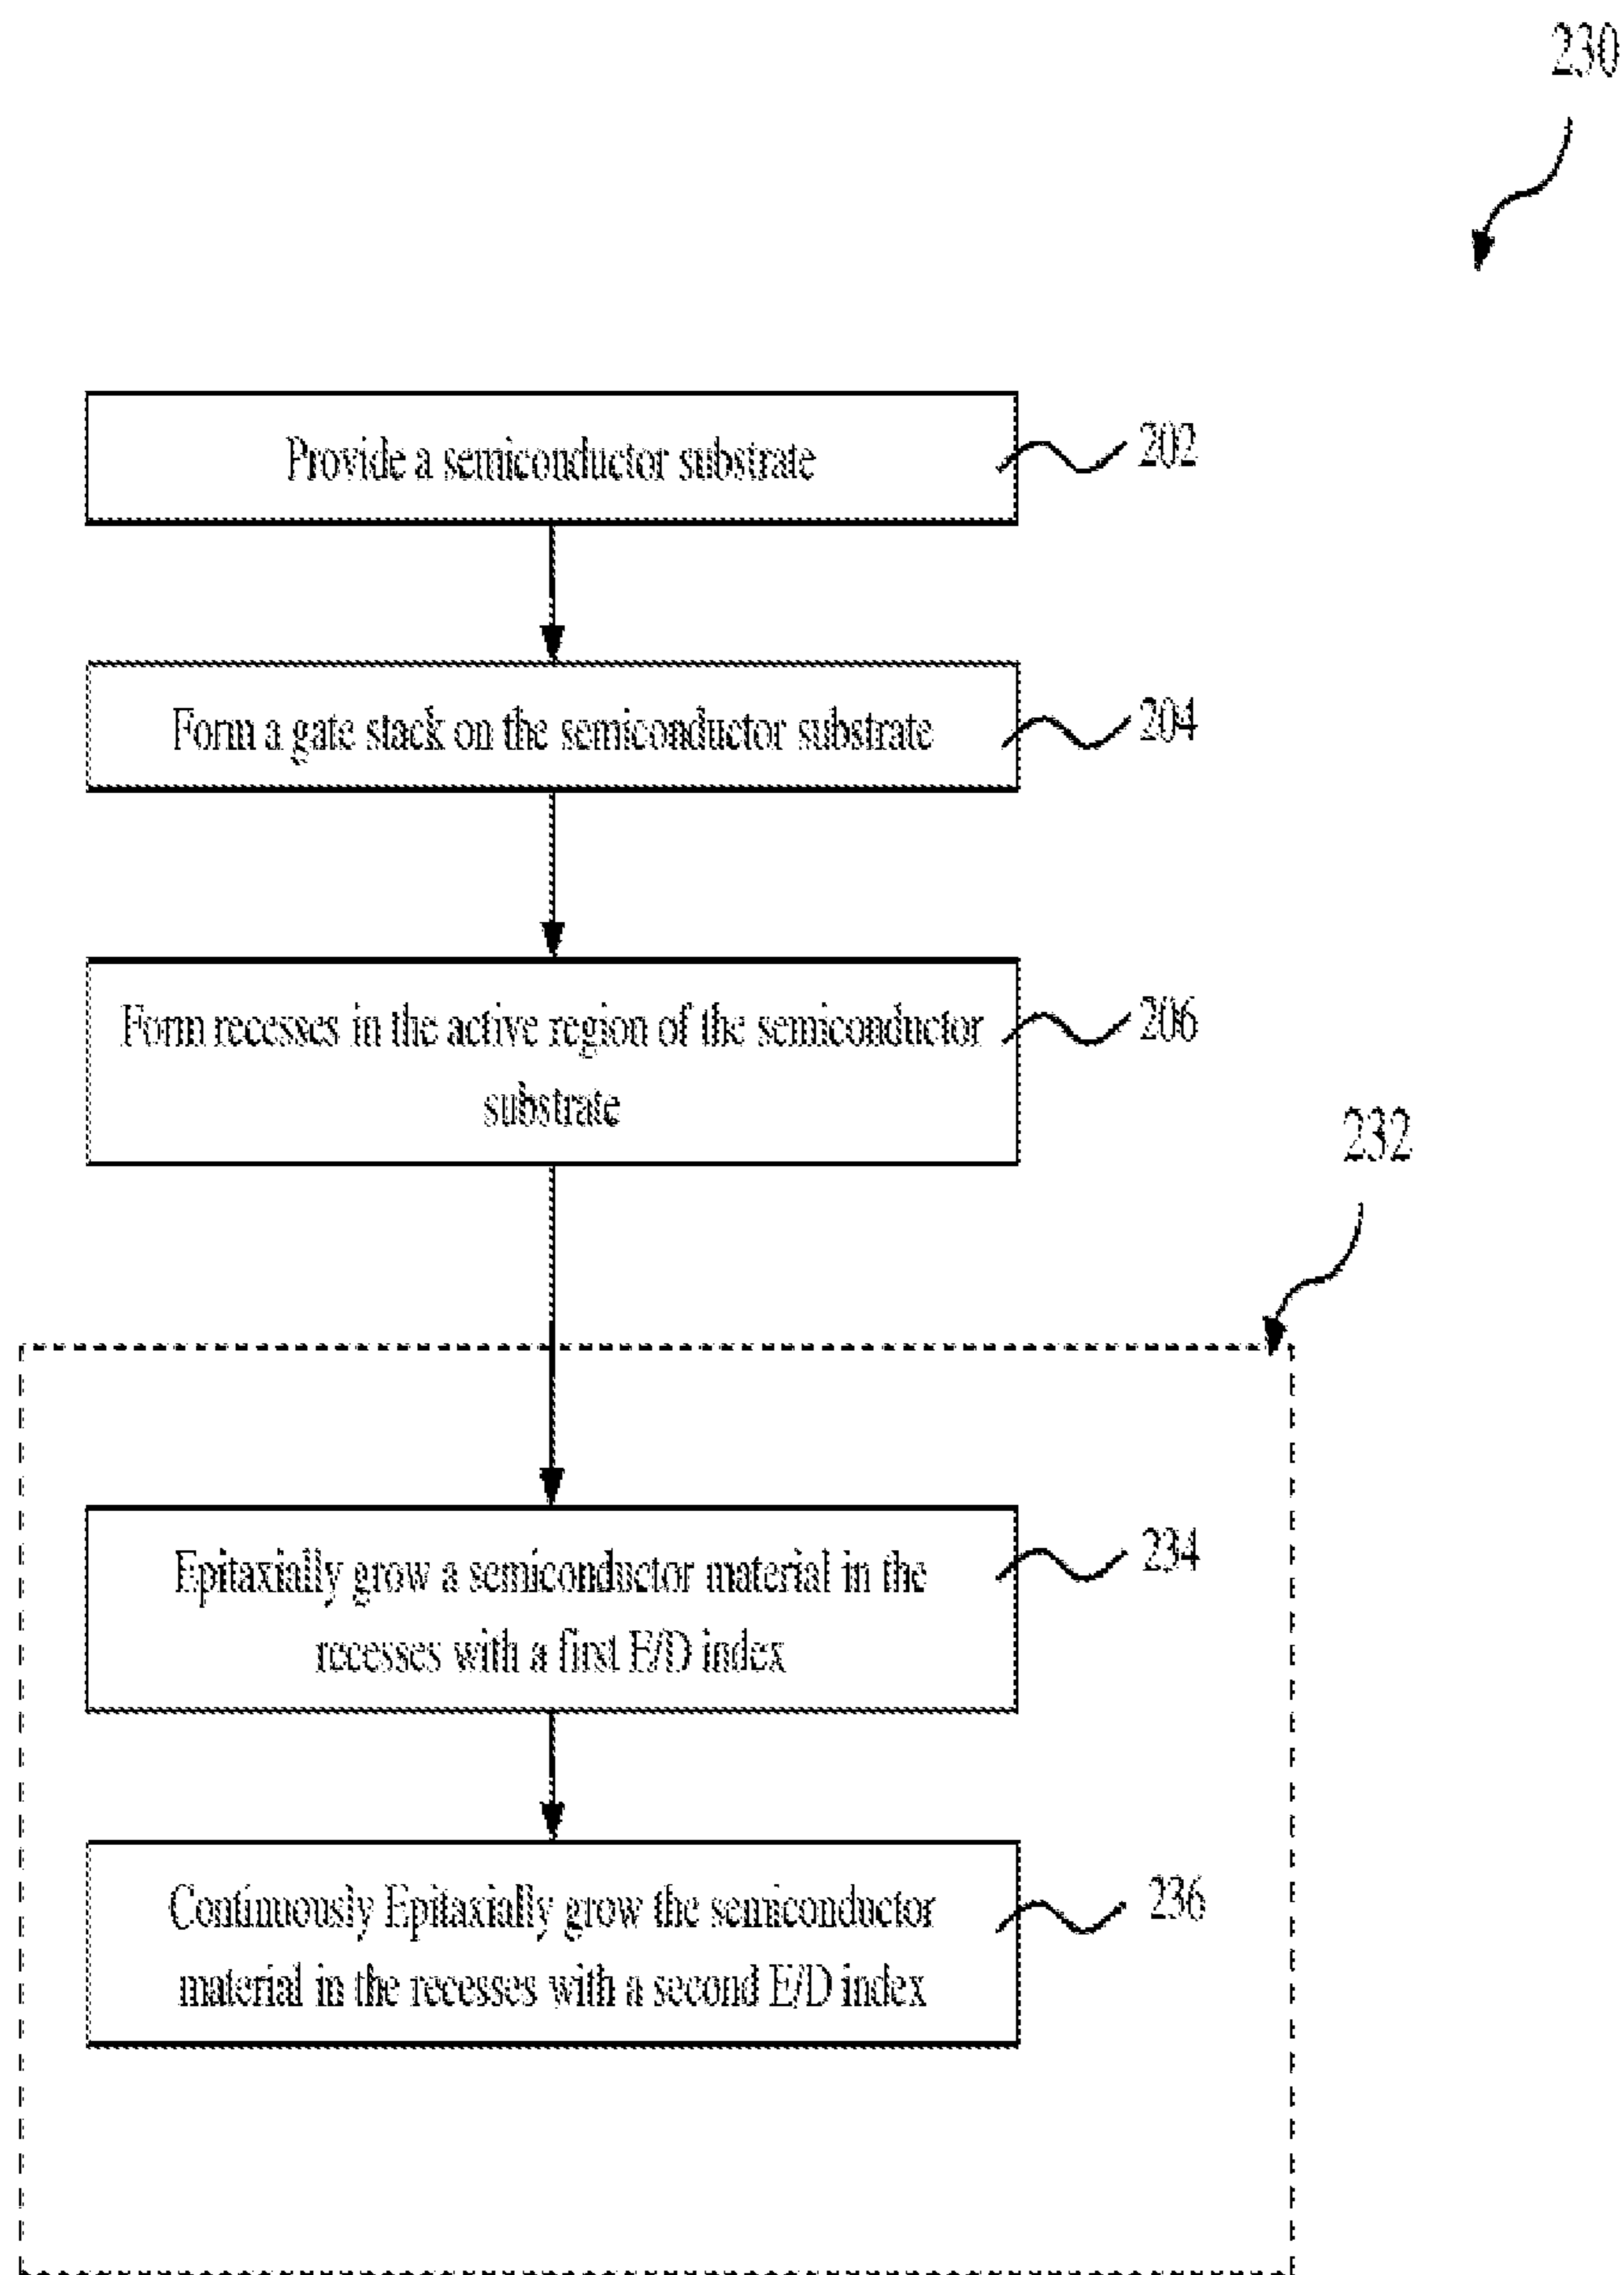 230
Provide a semiconductor substrate
202
Form a gate stack on the semiconductor substrate
204
Form recesses in the active region of the semiconductor
substrate
206
232
Epitaxially grow a semiconductor material in the
recesses with a first E/D index
234
Continuously Epitaxially grow the semiconductor
material in the recesses with a second E/D index
236